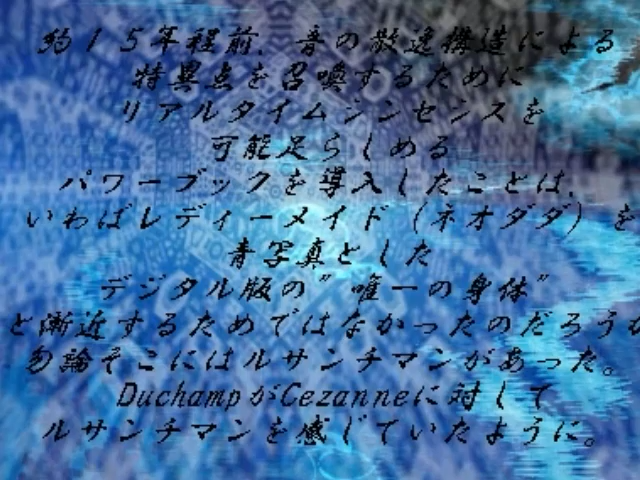 約１５年程前，音の散逸構造による
特異点を召喚するために
リアルタイムシンセンスを
可能足らしめる
パワーブックを導入したことは，
いわばレディーメイド（ネオダダ）を
青写真とした
デジタル版の”唯一の身体”
と漸近するためではなかったのだろうか
勿論そこにはルサンチマンがあった。
DuchampがCezanneに対して
ルサンチマンを感じていたように。